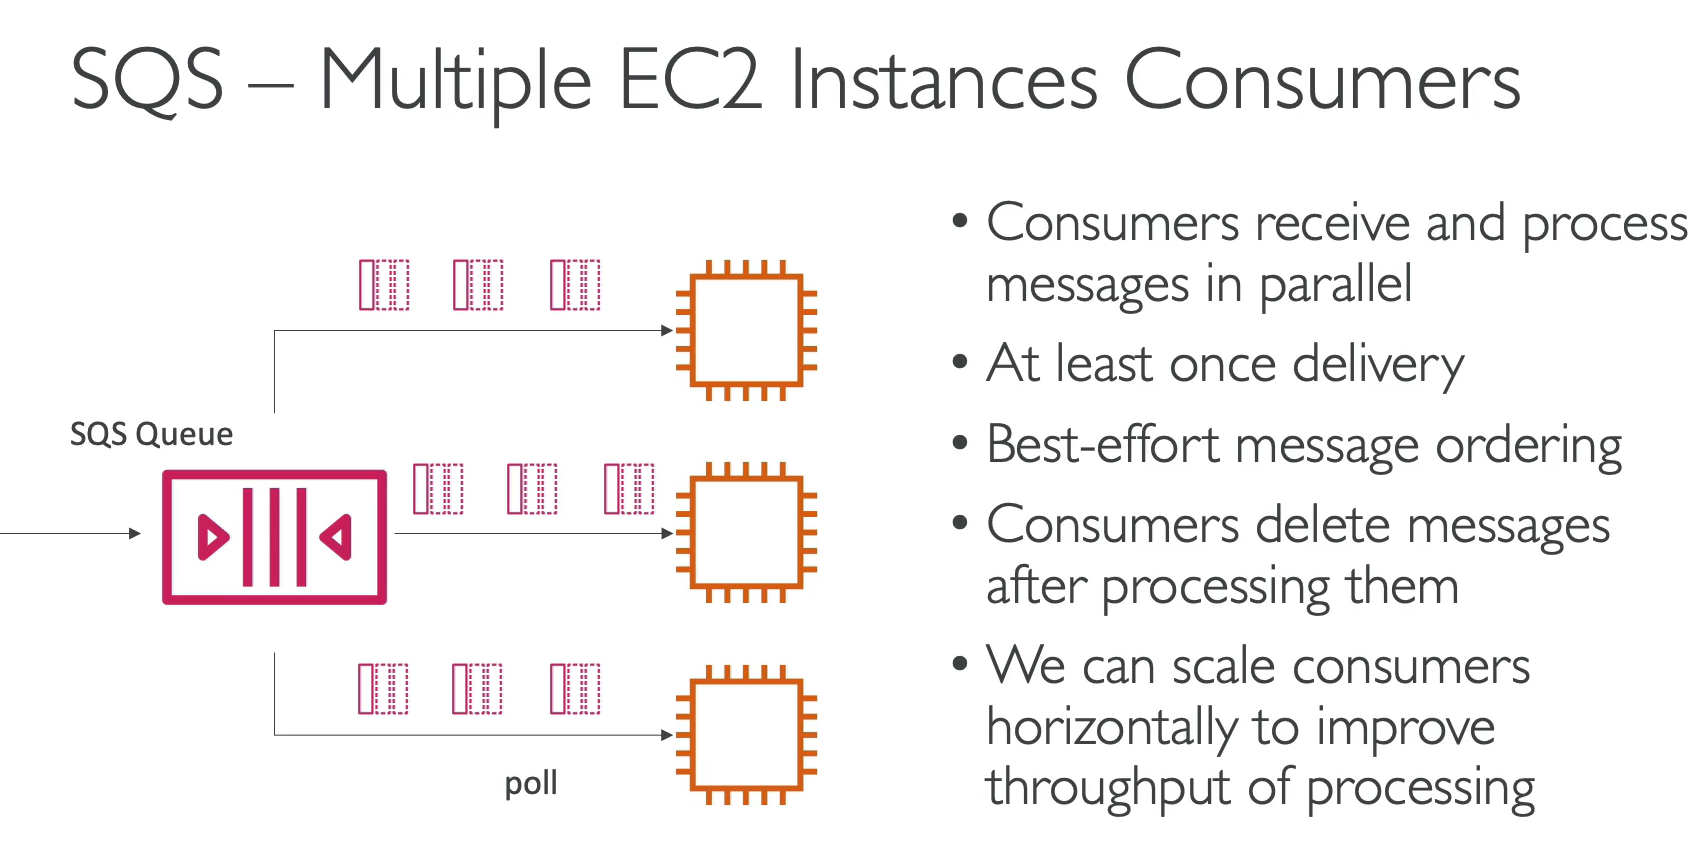 SQS – Multiple EC2 Instances Consumers
SQS Queue
poll
• Consumers receive and process
messages in parallel
• At least once delivery
• Best-effort message ordering
• Consumers delete messages
after processing them
• We can scale consumers
horizontally to improve
throughput of processing